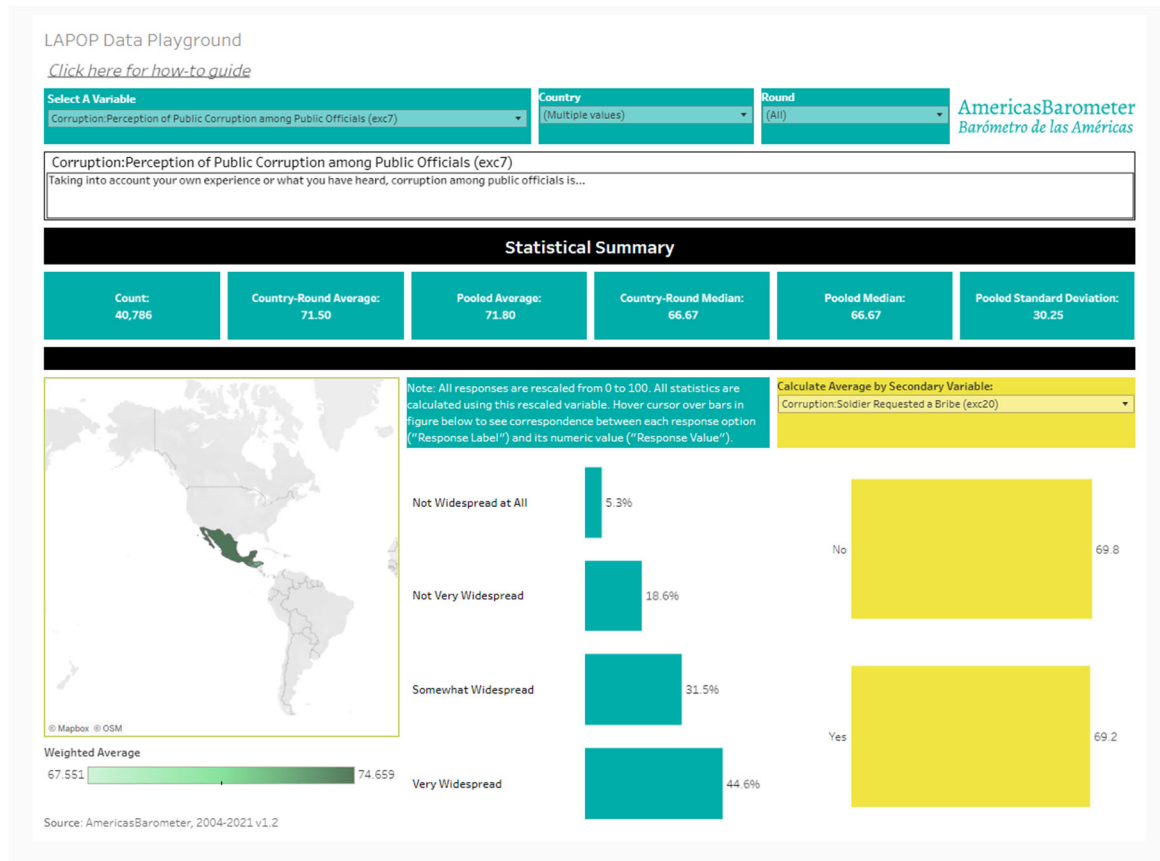 LAPOP Data Playground
Click here for how-to guide
Select A Variable
Corruption:Perception of Public Corruption among Public Officials (exc7)
Country
(Multiple values)
Round
(All)
AmericasBarometer
Barómetro de las Américas
Corruption:Perception of Public Corruption among Public Officials (exc7)
Taking into account your own experience or what you have heard, corruption among public officials is...
Statistical Summary
Count:
40,786
Country-Round Average:
71.50
Pooled Average:
71.80
Country-Round Median:
66.67
Pooled Median:
66.67
Pooled Standard Deviation:
30.25
© Mapbox © OSM
Weighted Average
67.551
74.659
Note: All responses are rescaled from 0 to 100. All statistics are
calculated using this rescaled variable. Hover cursor over bars in
figure below to see correspondence between each response option
("Response Label") and its numeric value ("Response Value").
Not Widespread at All
5.3%
Not Very Widespread
18.6%
Somewhat Widespread
31.5%
Very Widespread
44.6%
Calculate Average by Secondary Variable:
Corruption:Soldier Requested a Bribe (exc20)
No
69.8
Yes
69.2
Source: AmericasBarometer, 2004-2021 v1.2